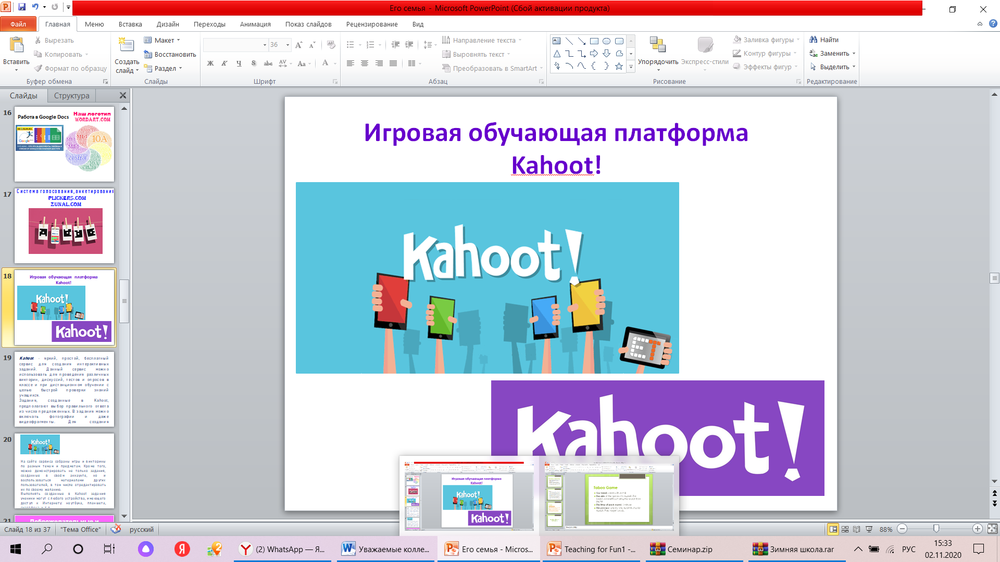 Его семья - Microsoft PowerPoint (Сбой активации продукта)
Файл Главная Меню Вставка Дизайн Переходы Анимация Показ слайдов Рецензирование Вид
Вставить
Вырезать
Копировать
Формат по образцу
Буфер обмена
Создать слайд
Макет
Восстановить
Раздел
Слайды
36
Шрифт
Направление текста
Выровнять текст
Преобразовать в SmartArt
Абзац
Упорядочить
Экспресс-стили
Заливка фигуры
Контур фигуры
Эффекты фигур
Рисование
Найти
Заменить
Выделить
Редактирование
Слайды Структура
16
Работа в Google Docs
Наш логотип
WORDART.COM
17
Система голосования, анкетирования
PLICKERS.COM
ZUNAL.COM
18
Игровая обучающая платформа
Kahoot!
Kahoot!
Kahoot!
19
Kahoot - яркий, простой, бесплатный
сервис для создания интерактивных
заданий. Данный сервис можно
использовать для проведения различных
викторин, дискуссий, тестов и опросов в
классе и при дистанционном обучении с
целью быстрой проверки знаний
учащихся.
Задания, созданные в Kahoot,
предполагают выбор правильного ответа
из числа предложенных. В задания можно
включать фотографии и даже
видеофрагменты. Для создания
20
Kahoot!
На сайте сервиса собраны игры и викторины
по разным темам и предметам. Кроме того,
можно демонстрировать не только задания,
созданные в своём аккаунте, но и
воспользоваться материалами других
пользователей, в том числе отредактировать
их по своему желанию.
Выполнять созданные в Kahoot задания
ученики могут с любого устройства, имеющего
доступ к Интернету: ноутбука, планшета,
21
Доброжелательные и
Игровая обучающая платформа
Kahoot!
Kahoot!
ET
Kahoot!
Игровая обучающая платформа
Kahoot!
Kahoot!
Kahoot!
Taboo Game
Слайд 18 из 37 "Тема Office" русский 88%
(2) WhatsApp — Я...
Уважаемые колле...
Его семья - Micros...
Teaching for Fun1 -...
Семинар.zip
Зимняя школа.rar
РУС
15:33
02.11.2020